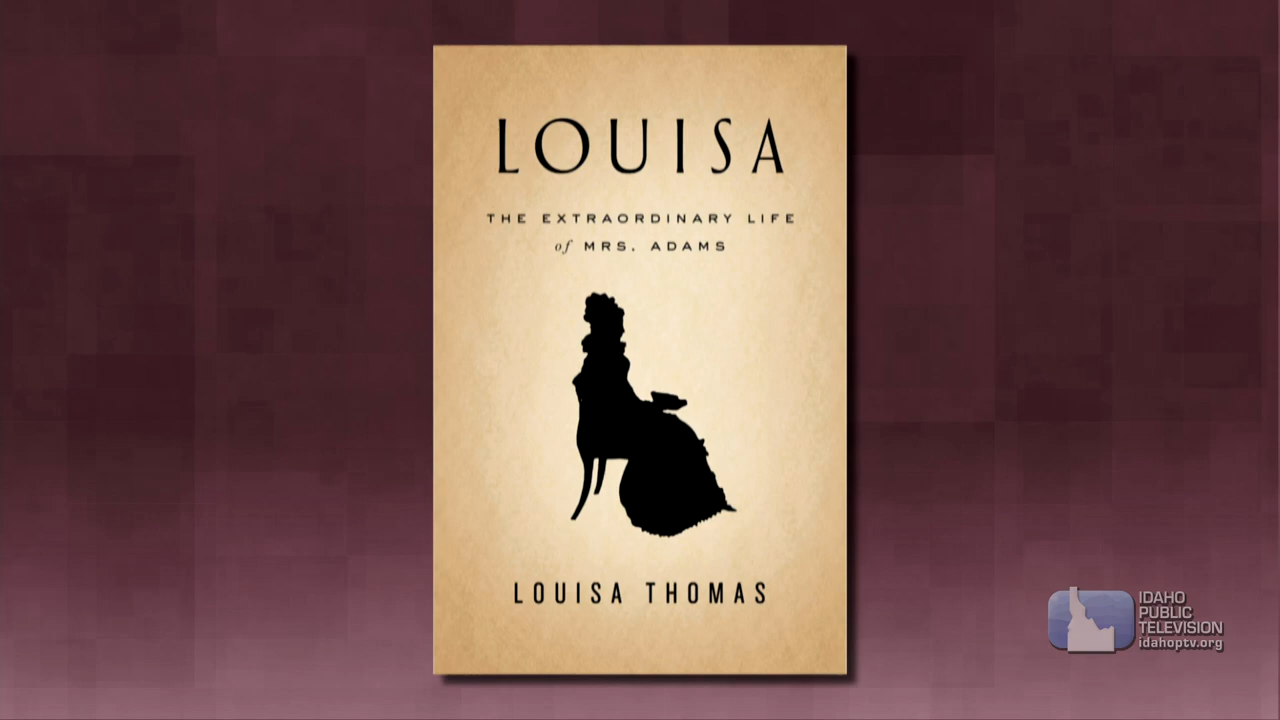 LOUISA
THE EXTRAORDINARY LIFE
of MRS. ADAMS
LOUISA THOMAS
IDAHO
PUBLIC
TELEVISION
idahoptv.org